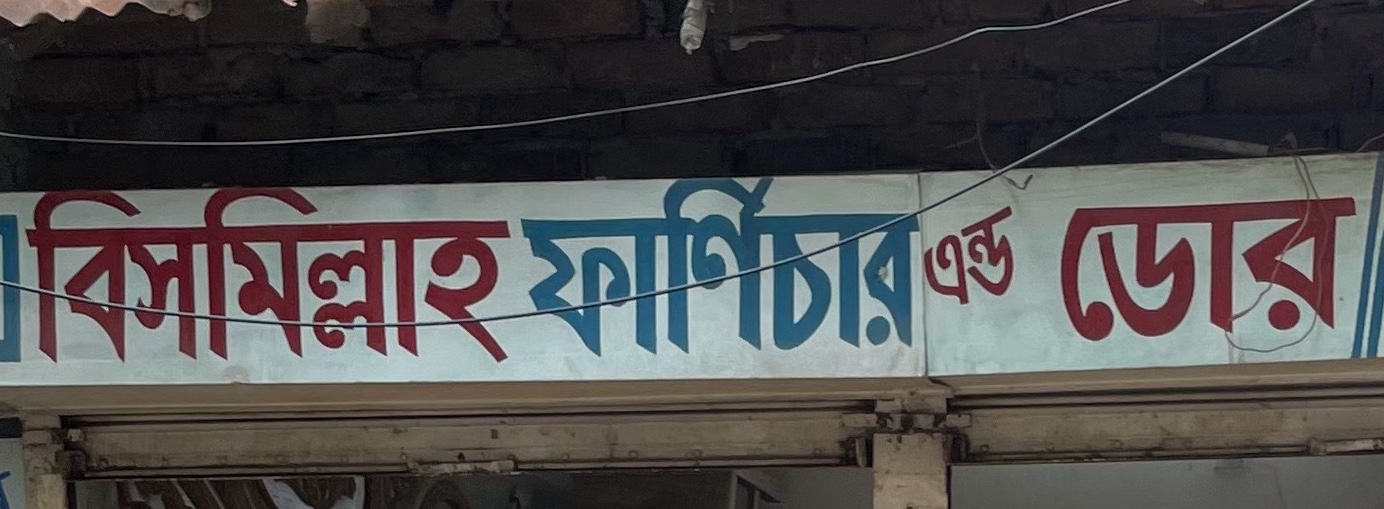 বিসমিল্লাহ ফার্ণিচার এন্ড ডোর